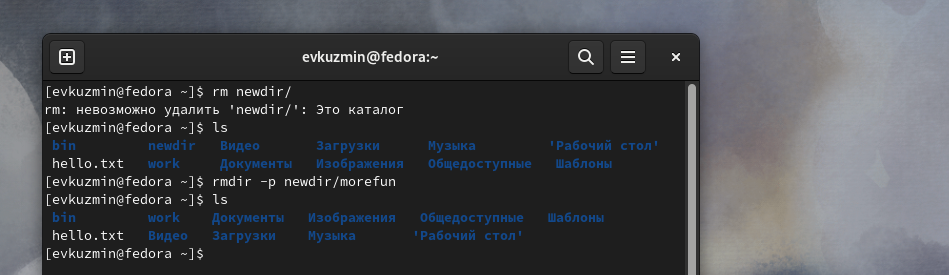 evkuzmin@fedora:~
[evkuzmin@fedora ~]$ rm newdir/
rm: невозможно удалить 'newdir/': Это каталог
[evkuzmin@fedora ~]$ ls
bin newdir Видео Загрузки Музыка 'Рабочий стол'
hello.txt work Документы Изображения Общедоступные Шаблоны
[evkuzmin@fedora ~]$ rmdir -p newdir/morefun
[evkuzmin@fedora ~]$ ls
bin work Документы Изображения Общедоступные Шаблоны
hello.txt Видео Загрузки Музыка 'Рабочий стол'
[evkuzmin@fedora ~]$